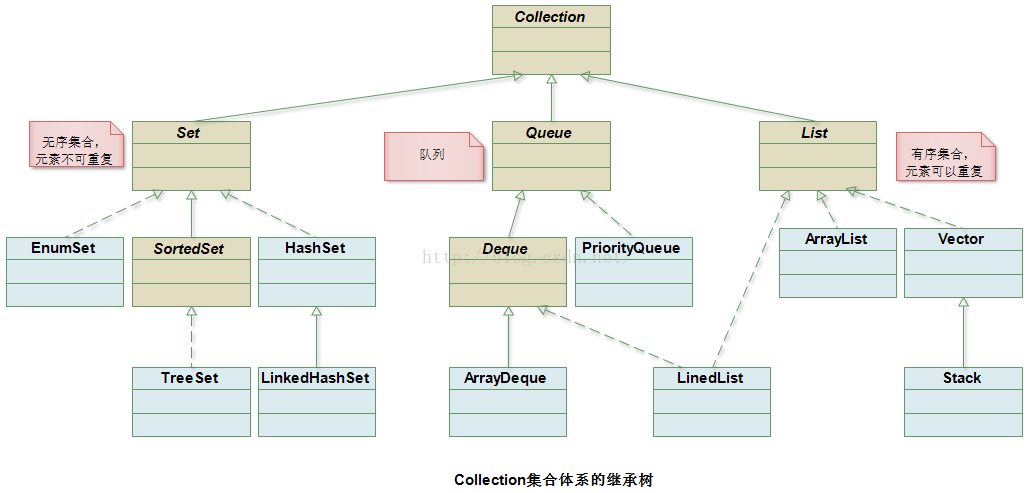 Collection
Set
Queue
List
无序集合，
元素不可重复
队列
有序集合，
元素可以重复
EnumSet
SortedSet
HashSet
Deque
PriorityQueue
ArrayList
Vector
http://blog.csdn.net/
TreeSet
LinkedHashSet
ArrayDeque
LinedList
Stack
Collection集合体系的继承树